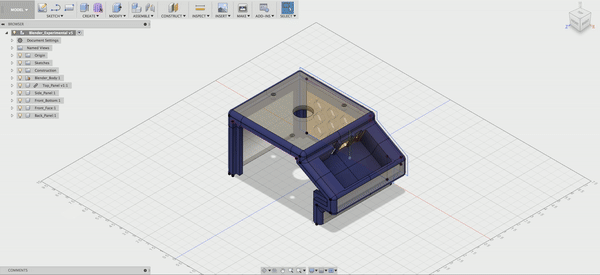 MODEL
SKETCH
CREATE
MODIFY
ASSEMBLE
CONSTRUCT
INSPECT
INSERT
MAKE
ADD-INS
SELECT
BROWSER
Blender_Experimental v5
Document Settings
Named Views
Origin
Sketches
Construction
Blender_Body:1
Top_Panel v1:1
Side_Panel:1
Front_Bottom:1
Front_Face:1
Back_Panel:1
COMMENTS